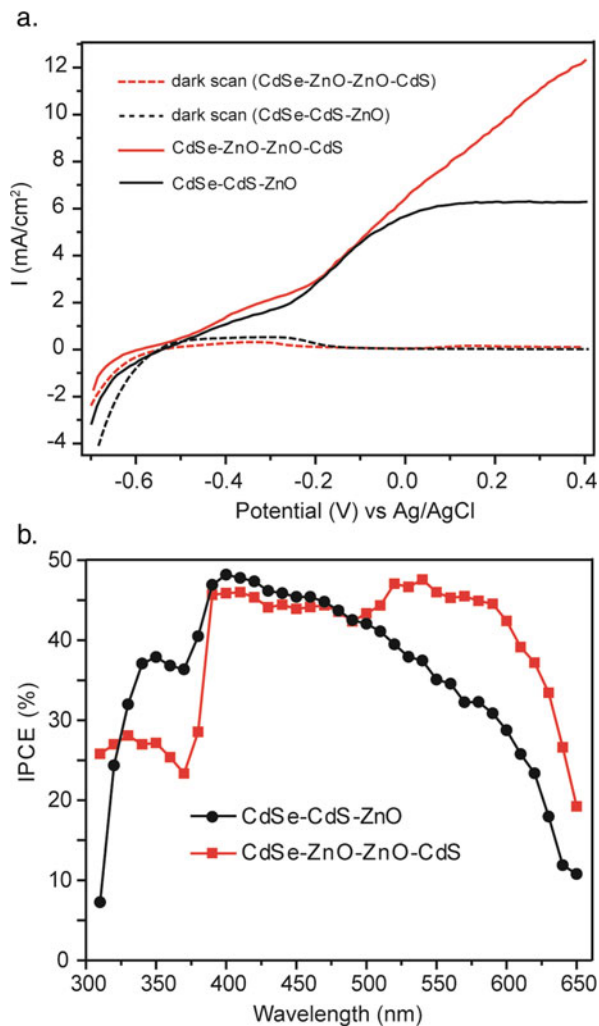 a.
12
10
8
6
4
2
0
-2
-4
I (mA/cm²)
dark scan (CdSe-ZnO-ZnO-CdS)
dark scan (CdSe-CdS-ZnO)
CdSe-ZnO-ZnO-CdS
CdSe-CdS-ZnO
-0.6 -0.4 -0.2 0.0 0.2 0.4
Potential (V) vs Ag/AgCl
b.
50
40
30
20
10
0
IPCE (%)
CdSe-CdS-ZnO
CdSe-ZnO-ZnO-CdS
300 350 400 450 500 550 600 650
Wavelength (nm)